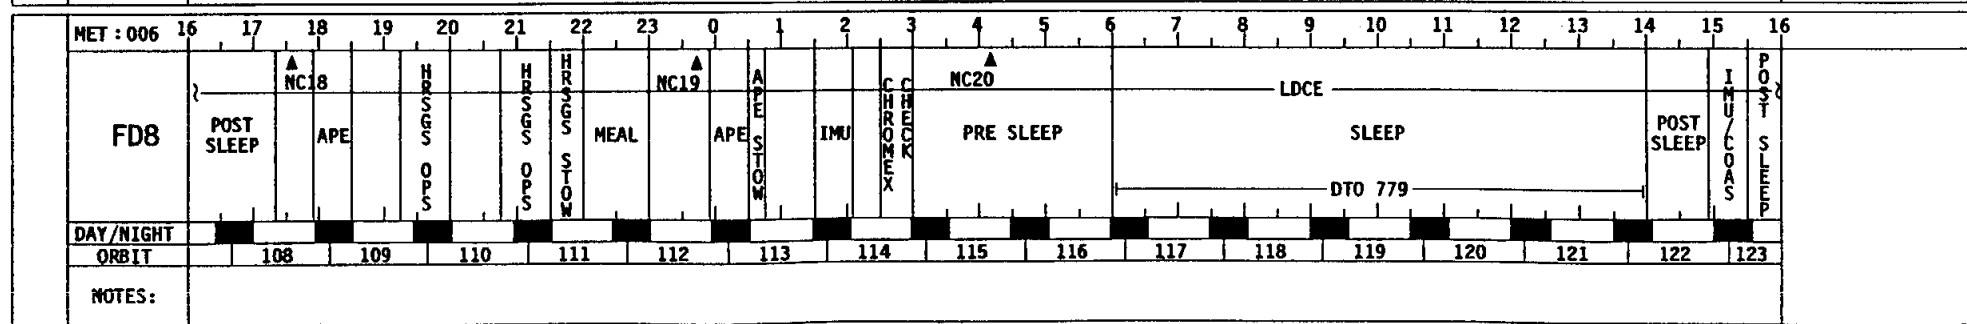 MET : 006 16 17 18 19 20 21 22 23 0 1 2 3 4 5 6 7 8 9 10 11 12 13 14 15 16
FD8
POST SLEEP
NC18
APE
HRSGS OPS
HRSGS OPS
HRSGS STOW
MEAL
NC19
APE
APE STOW
IMU
CHROMEX CHECK
NC20
PRE SLEEP
LDCE
SLEEP
DTO 779
POST SLEEP
IMU/COAS
POST SLEEP
DAY/NIGHT
ORBIT 108 109 110 111 112 113 114 115 116 117 118 119 120 121 122 123
NOTES: